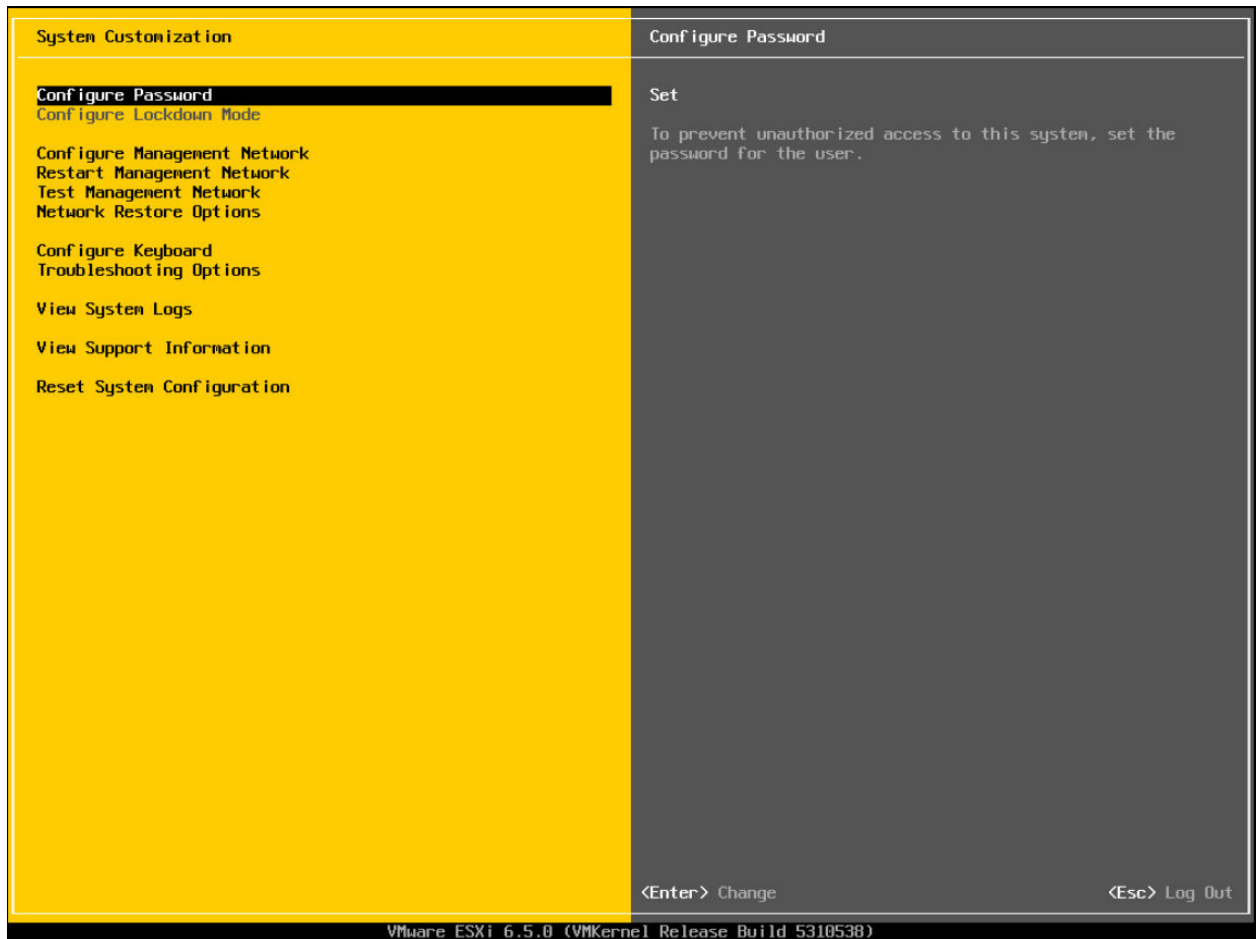 System Customization
Configure Password
Configure Lockdown Mode
Configure Management Network
Restart Management Network
Test Management Network
Network Restore Options
Configure Keyboard
Troubleshooting Options
View System Logs
View Support Information
Reset System Configuration
Configure Password
Set
To prevent unauthorized access to this system, set the
password for the user.
<Enter> Change
<Esc> Log Out
VMware ESXi 6.5.0 (VMKernel Release Build 5310538)